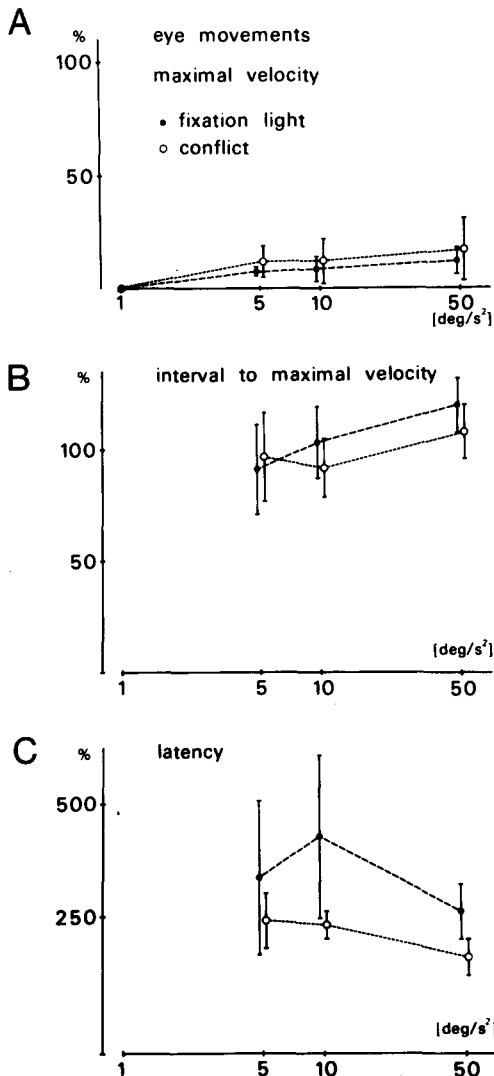 A
% eye movements
100
maximal velocity
• fixation light
○ conflict
50
1 5 10 50
[deg/s²]
B
% interval to maximal velocity
100
50
[deg/s²]
1 5 10 50
C
% latency
500
250
[deg/s²]
1 5 10 50